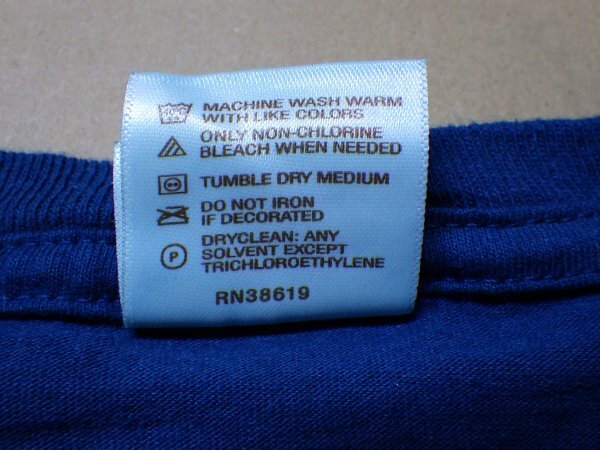 MACHINE WASH WARM
WITH LIKE COLORS
ONLY NON-CHLORINE
BLEACH WHEN NEEDED
TUMBLE DRY MEDIUM
DO NOT IRON
IF DECORATED
P
DRYCLEAN: ANY
SOLVENT EXCEPT
TRICHLOROETHYLENE
RN38619